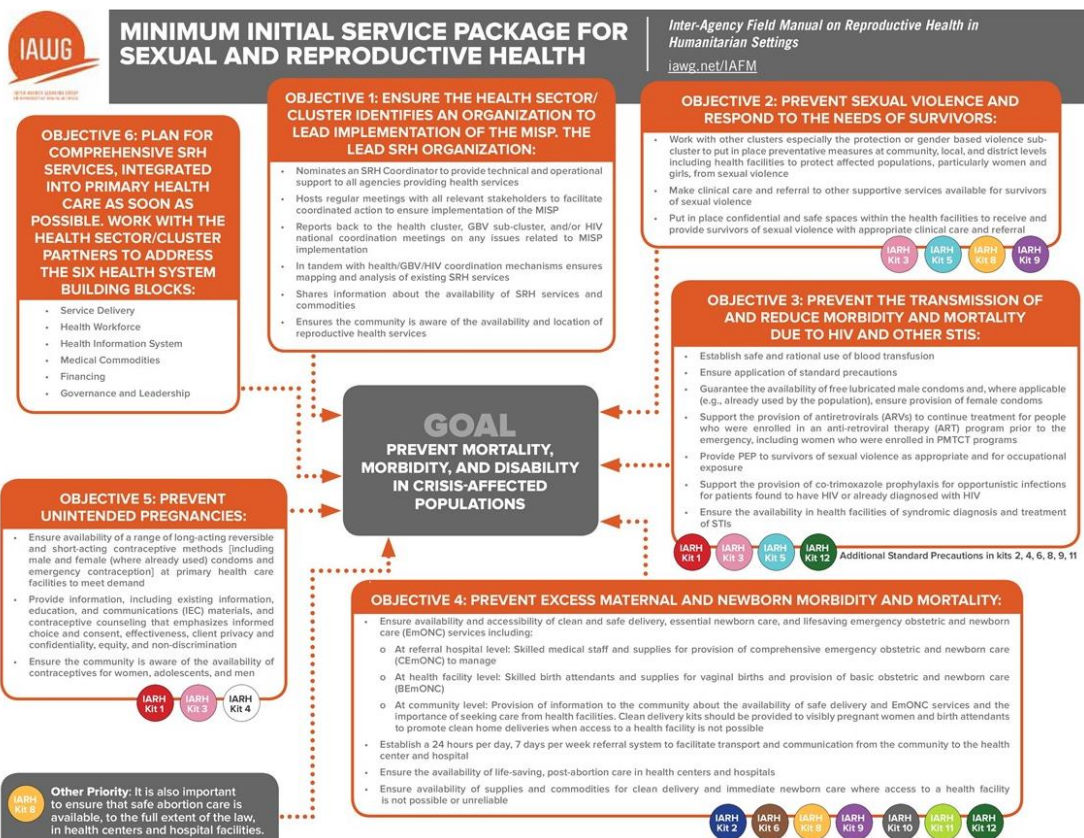 IAWG
MINIMUM INITIAL SERVICE PACKAGE FOR
SEXUAL AND REPRODUCTIVE HEALTH
Inter-Agency Field Manual on Reproductive Health in
Humanitarian Settings
iawg.net/IAFM
OBJECTIVE 1: ENSURE THE HEALTH SECTOR/
CLUSTER IDENTIFIES AN ORGANIZATION TO
LEAD IMPLEMENTATION OF THE MISP. THE
LEAD SRH ORGANIZATION:
• Nominates an SRH Coordinator to provide technical and operational
support to all agencies providing health services
• Hosts regular meetings with all relevant stakeholders to facilitate
coordinated action to ensure implementation of the MISP
• Reports back to the health cluster, GBV sub-cluster, and/or HIV
national coordination meetings on any issues related to MISP
implementation
• In tandem with health/GBV/HIV coordination mechanisms ensures
mapping and analysis of existing SRH services
• Shares information about the availability of SRH services and
commodities
• Ensures the community is aware of the availability and location of
reproductive health services
OBJECTIVE 2: PREVENT SEXUAL VIOLENCE AND
RESPOND TO THE NEEDS OF SURVIVORS:
• Work with other clusters especially the protection or gender based violence sub-
cluster to put in place preventative measures at community, local, and district levels
including health facilities to protect affected populations, particularly women and
girls, from sexual violence
• Make clinical care and referral to other supportive services available for survivors
of sexual violence
• Put in place confidential and safe spaces within the health facilities to receive and
provide survivors of sexual violence with appropriate clinical care and referral
IARH
Kit 3
IARH
Kit 5
IARH
Kit 8
IARH
Kit 9
OBJECTIVE 3: PREVENT THE TRANSMISSION OF
AND REDUCE MORBIDITY AND MORTALITY
DUE TO HIV AND OTHER STIS:
• Establish safe and rational use of blood transfusion
• Ensure application of standard precautions
• Guarantee the availability of free lubricated male condoms and, where applicable
(e.g., already used by the population), ensure provision of female condoms
• Support the provision of antiretrovirals (ARVs) to continue treatment for people
who were enrolled in an anti-retroviral therapy (ART) program prior to the
emergency, including women who were enrolled in PMTCT programs
• Provide PEP to survivors of sexual violence as appropriate and for occupational
exposure
• Support the provision of co-trimoxazole prophylaxis for opportunistic infections
for patients found to have HIV or already diagnosed with HIV
• Ensure the availability in health facilities of syndromic diagnosis and treatment
of STIs
IARH
Kit 1
IARH
Kit 3
IARH
Kit 5
IARH
Kit 12
Additional Standard Precautions in kits 2, 4, 6, 8, 9, 11
OBJECTIVE 4: PREVENT EXCESS MATERNAL AND NEWBORN MORBIDITY AND MORTALITY:
• Ensure availability and accessibility of clean and safe delivery, essential newborn care, and lifesaving emergency obstetric and newborn
care (EmONC) services including:
o At referral hospital level: Skilled medical staff and supplies for provision of comprehensive emergency obstetric and newborn care
(CEmONC) to manage
o At health facility level: Skilled birth attendants and supplies for vaginal births and provision of basic obstetric and newborn care
(BEmONC)
o At community level: Provision of information to the community about the availability of safe delivery and EmONC services and the
importance of seeking care from health facilities. Clean delivery kits should be provided to visibly pregnant women and birth attendants
to promote clean home deliveries when access to a health facility is not possible
• Establish a 24 hours per day, 7 days per week referral system to facilitate transport and communication from the community to the health
center and hospital
• Ensure the availability of life-saving, post-abortion care in health centers and hospitals
• Ensure availability of supplies and commodities for clean delivery and immediate newborn care where access to a health facility
is not possible or unreliable
IARH
Kit 2
IARH
Kit 6
IARH
Kit 8
IARH
Kit 9
IARH
Kit 10
IARH
Kit 11
IARH
Kit 12
OBJECTIVE 5: PREVENT
UNINTENDED PREGNANCIES:
• Ensure availability of a range of long-acting reversible
and short-acting contraceptive methods [including
male and female (where already used) condoms and
emergency contraception] at primary health care
facilities to meet demand
• Provide information, including existing information,
education, and communications (IEC) materials, and
contraceptive counseling that emphasizes informed
choice and consent, effectiveness, client privacy and
confidentiality, equity, and non-discrimination
• Ensure the community is aware of the availability of
contraceptives for women, adolescents, and men
IARH
Kit 1
IARH
Kit 3
IARH
Kit 4
OBJECTIVE 6: PLAN FOR
COMPREHENSIVE SRH
SERVICES, INTEGRATED
INTO PRIMARY HEALTH
CARE AS SOON AS
POSSIBLE. WORK WITH THE
HEALTH SECTOR/CLUSTER
PARTNERS TO ADDRESS
THE SIX HEALTH SYSTEM
BUILDING BLOCKS:
• Service Delivery
• Health Workforce
• Health Information System
• Medical Commodities
• Financing
• Governance and Leadership
GOAL
PREVENT MORTALITY,
MORBIDITY, AND DISABILITY
IN CRISIS-AFFECTED
POPULATIONS
IARH
Kit 8
Other Priority: It is also important
to ensure that safe abortion care is
available, to the full extent of the law,
in health centers and hospital facilities.